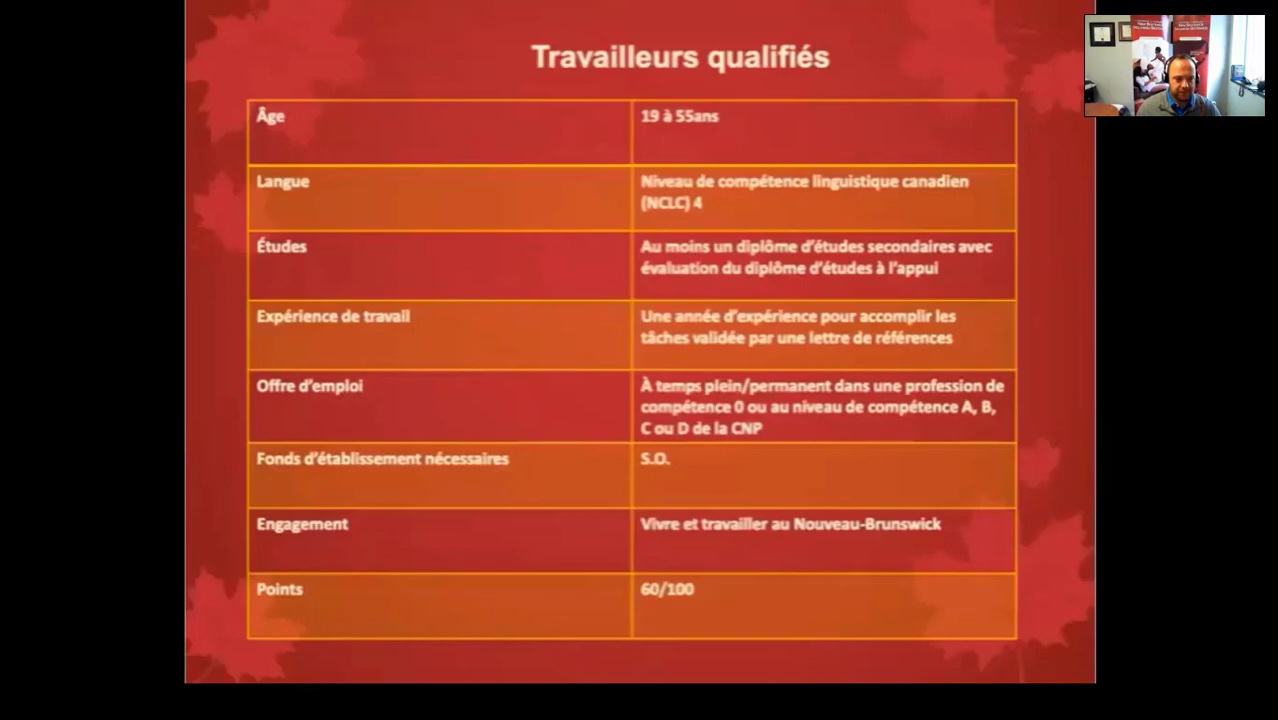 Travailleurs qualifiés
Âge
19 à 55ans
Langue
Niveau de compétence linguistique canadien
(NCLC) 4
Études
Au moins un diplôme d'études secondaires avec
évaluation du diplôme d'études à l'appui
Expérience de travail
Une année d'expérience pour accomplir les
tâches validée par une lettre de références
Offre d'emploi
À temps plein/permanent dans une profession de
compétence 0 ou au niveau de compétence A, B,
C ou D de la CNP
Fonds d'établissement nécessaires
S.O.
Engagement
Vivre et travailler au Nouveau-Brunswick
Points
60/100